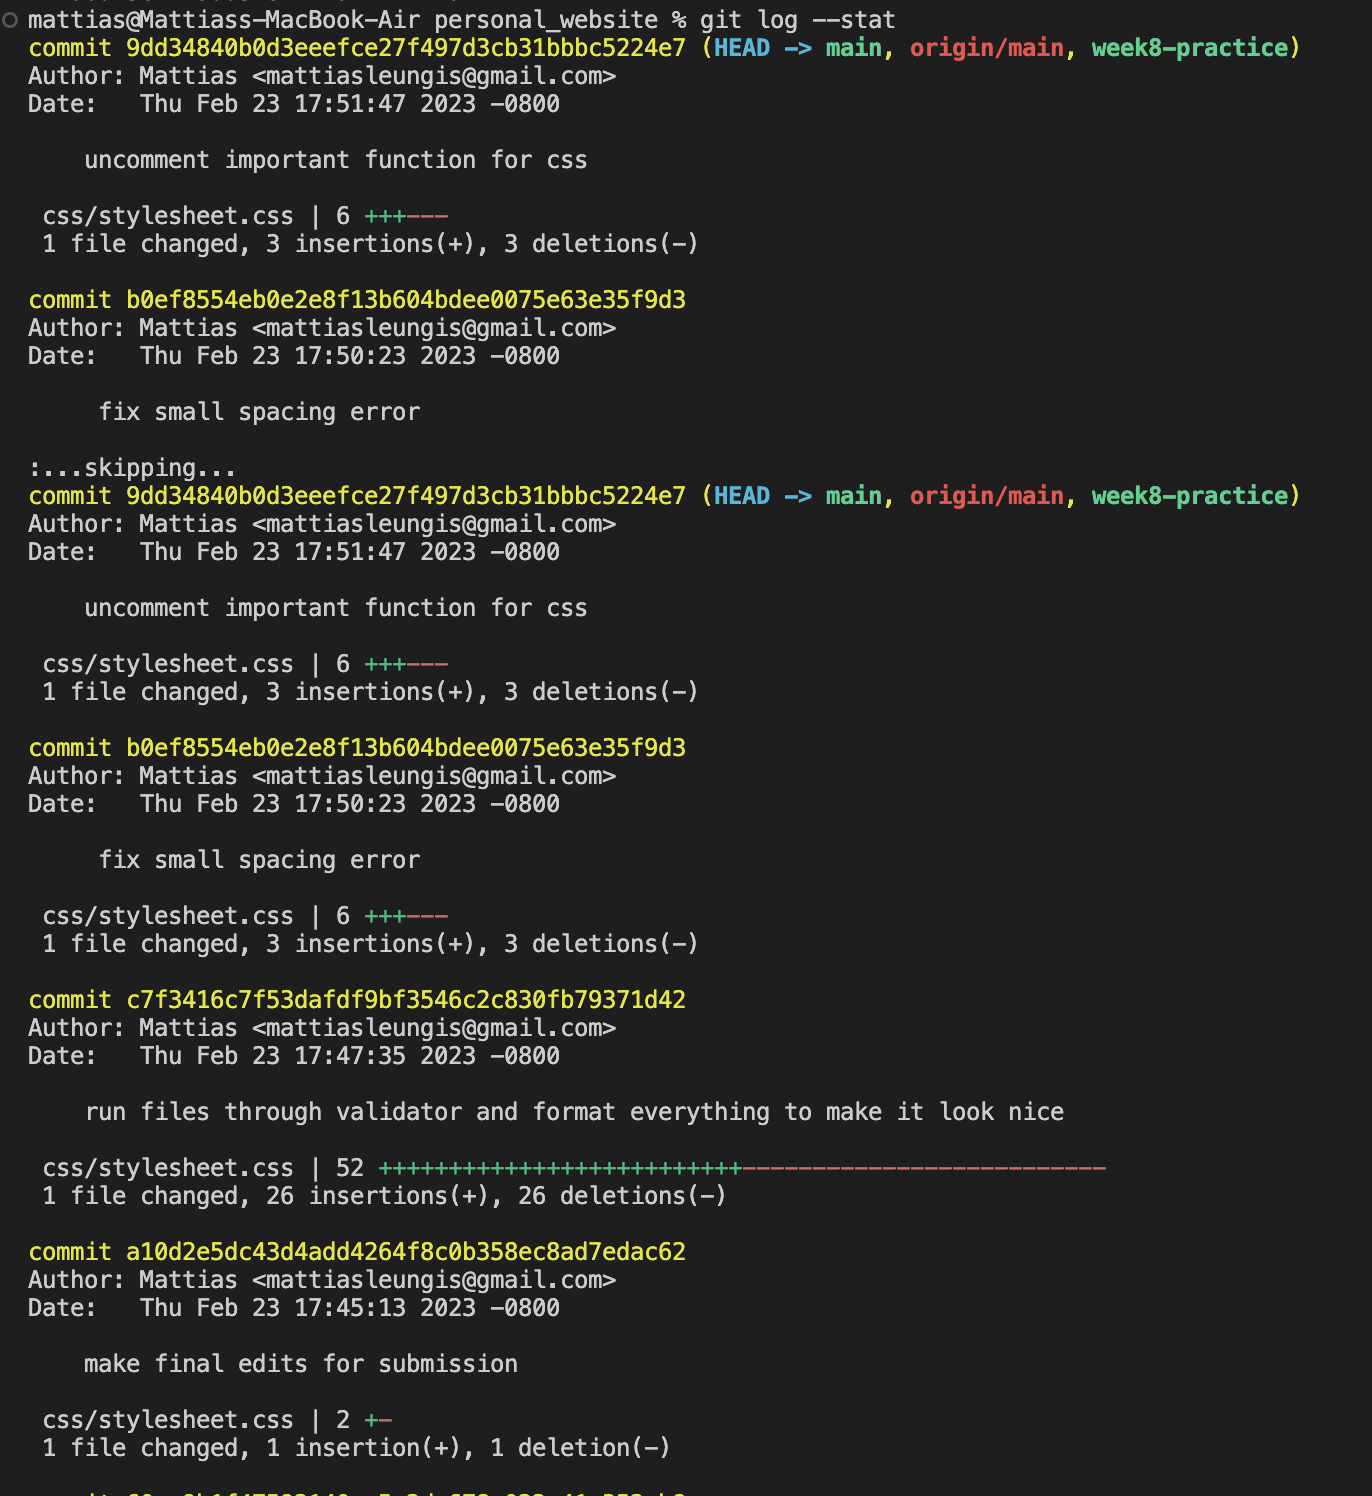 mattias@Mattiass-MacBook-Air personal_website % git log --stat
commit 9dd34840b0d3eeefce27f497d3cb31bbbc5224e7 (HEAD -> main, origin/main, week8-practice)
Author: Mattias <mattiasleungis@gmail.com>
Date:   Thu Feb 23 17:51:47 2023 -0800
uncomment important function for css
css/stylesheet.css | 6 +++---
1 file changed, 3 insertions(+), 3 deletions(-)
commit b0ef8554eb0e2e8f13b604bdee0075e63e35f9d3
Author: Mattias <mattiasleungis@gmail.com>
Date:   Thu Feb 23 17:50:23 2023 -0800
fix small spacing error
:...skipping...
commit 9dd34840b0d3eeefce27f497d3cb31bbbc5224e7 (HEAD -> main, origin/main, week8-practice)
Author: Mattias <mattiasleungis@gmail.com>
Date:   Thu Feb 23 17:51:47 2023 -0800
uncomment important function for css
css/stylesheet.css | 6 +++---
1 file changed, 3 insertions(+), 3 deletions(-)
commit b0ef8554eb0e2e8f13b604bdee0075e63e35f9d3
Author: Mattias <mattiasleungis@gmail.com>
Date:   Thu Feb 23 17:50:23 2023 -0800
fix small spacing error
css/stylesheet.css | 6 +++---
1 file changed, 3 insertions(+), 3 deletions(-)
commit c7f3416c7f53dafdf9bf3546c2c830fb79371d42
Author: Mattias <mattiasleungis@gmail.com>
Date:   Thu Feb 23 17:47:35 2023 -0800
run files through validator and format everything to make it look nice
css/stylesheet.css | 52 ++++++++++++++++++++++++++--------------------------
1 file changed, 26 insertions(+), 26 deletions(-)
commit a10d2e5dc43d4add4264f8c0b358ec8ad7edac62
Author: Mattias <mattiasleungis@gmail.com>
Date:   Thu Feb 23 17:45:13 2023 -0800
make final edits for submission
css/stylesheet.css | 2 +-
1 file changed, 1 insertion(+), 1 deletion(-)